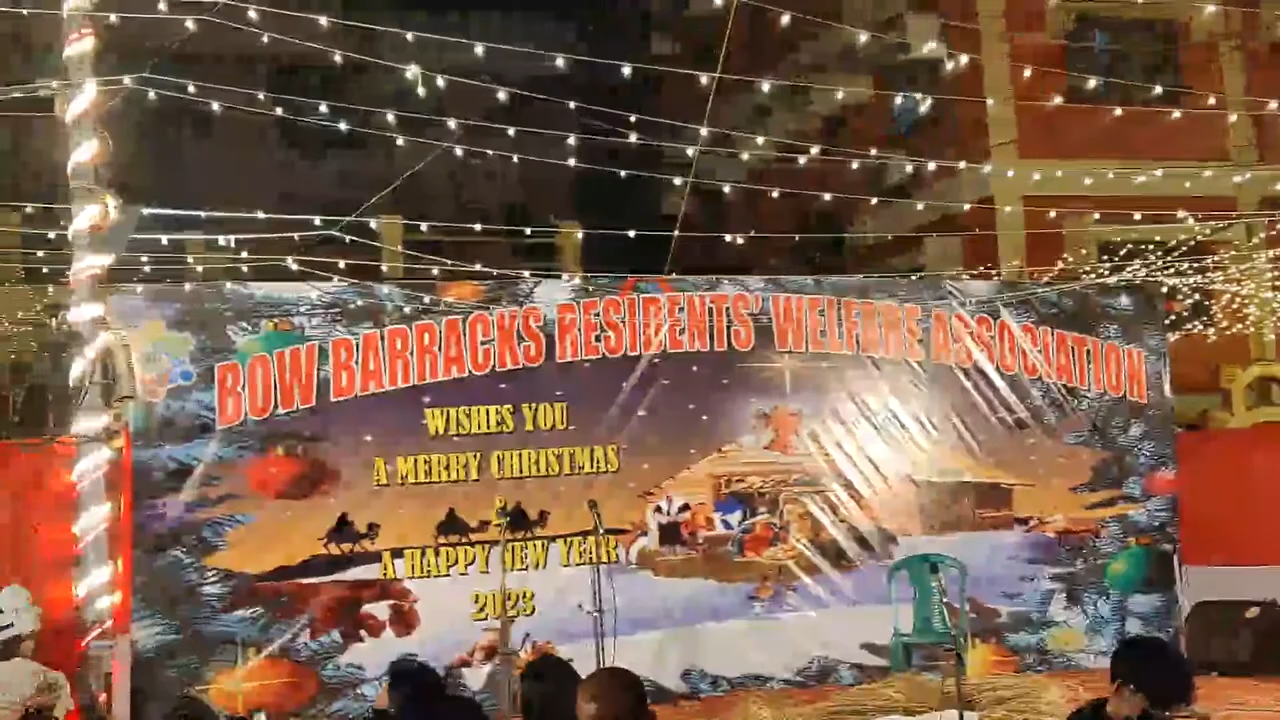 BOW BARRACKS RESIDENTS' WELFARE ASSOCIATION
WISHES YOU
A MERRY CHRISTMAS
&
A HAPPY NEW YEAR
2023